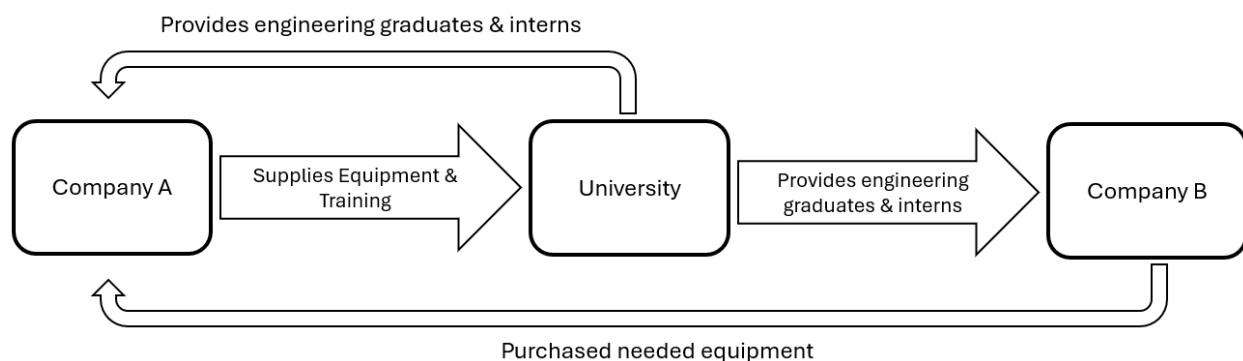 Provides engineering graduates & interns
Company A
Supplies Equipment &
Training
University
Provides engineering
graduates & interns
Company B
Purchased needed equipment